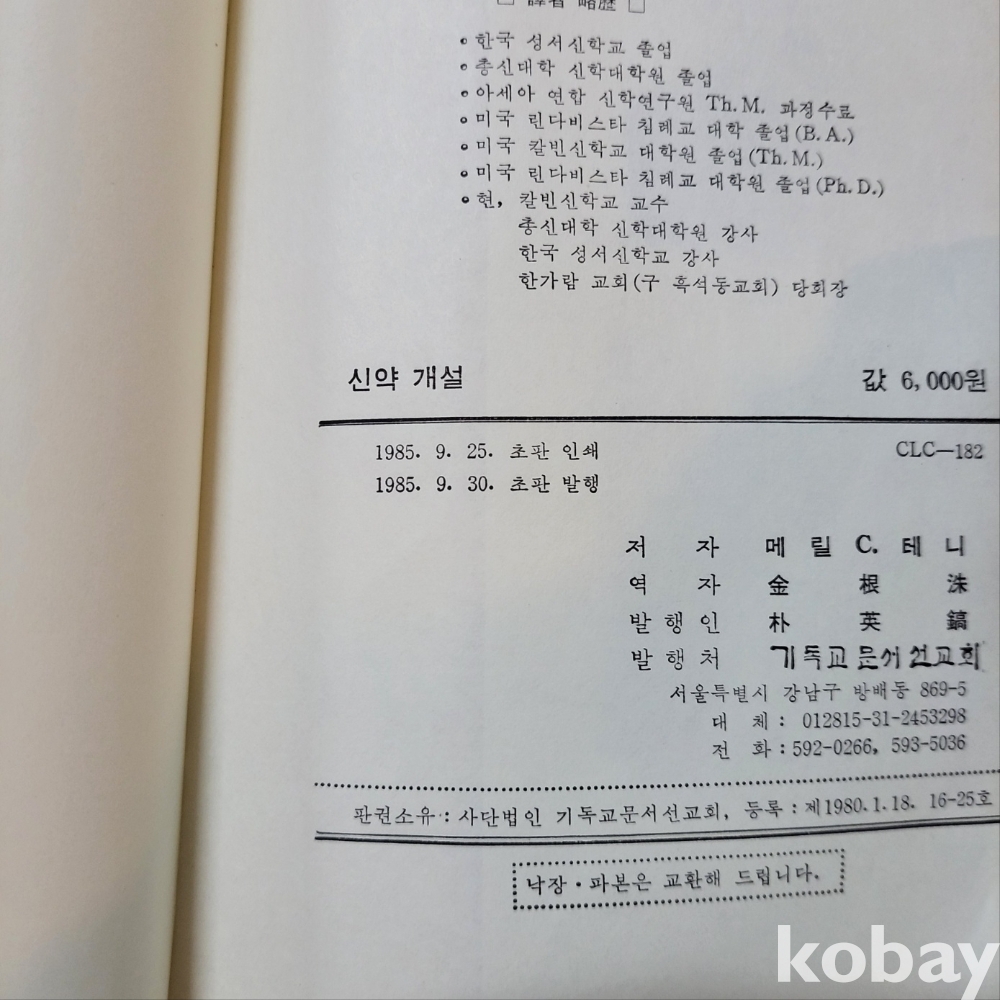 □ 譯者 略歷 □
• 한국 성서신학교 졸업
• 총신대학 신학대학원 졸업
• 아세아 연합 신학연구원 Th.M. 과정수료
• 미국 린다비스타 침례교 대학 졸업(B.A.)
• 미국 칼빈신학교 대학원 졸업(Th.M.)
• 미국 린다비스타 침례교 대학원 졸업(Ph.D.)
• 현, 칼빈신학교 교수
총신대학 신학대학원 강사
한국 성서신학교 강사
한가람 교회(구 흑석동교회) 당회장
신약 개설 값 6,000원
1985. 9. 25. 초판 인쇄 CLC—182
1985. 9. 30. 초판 발행
저 자 메 릴 C. 테 니
역 자 金 根 洙
발 행 인 朴 英 鎬
발 행 처 기독교문서선교회
서울특별시 강남구 방배동 869-5
대 체 : 012815-31-2453298
전 화 : 592-0266, 593-5036
판권소유 : 사단법인 기독교문서선교회, 등록 : 제1980.1.18. 16-25호
낙장·파본은 교환해 드립니다.
kobay